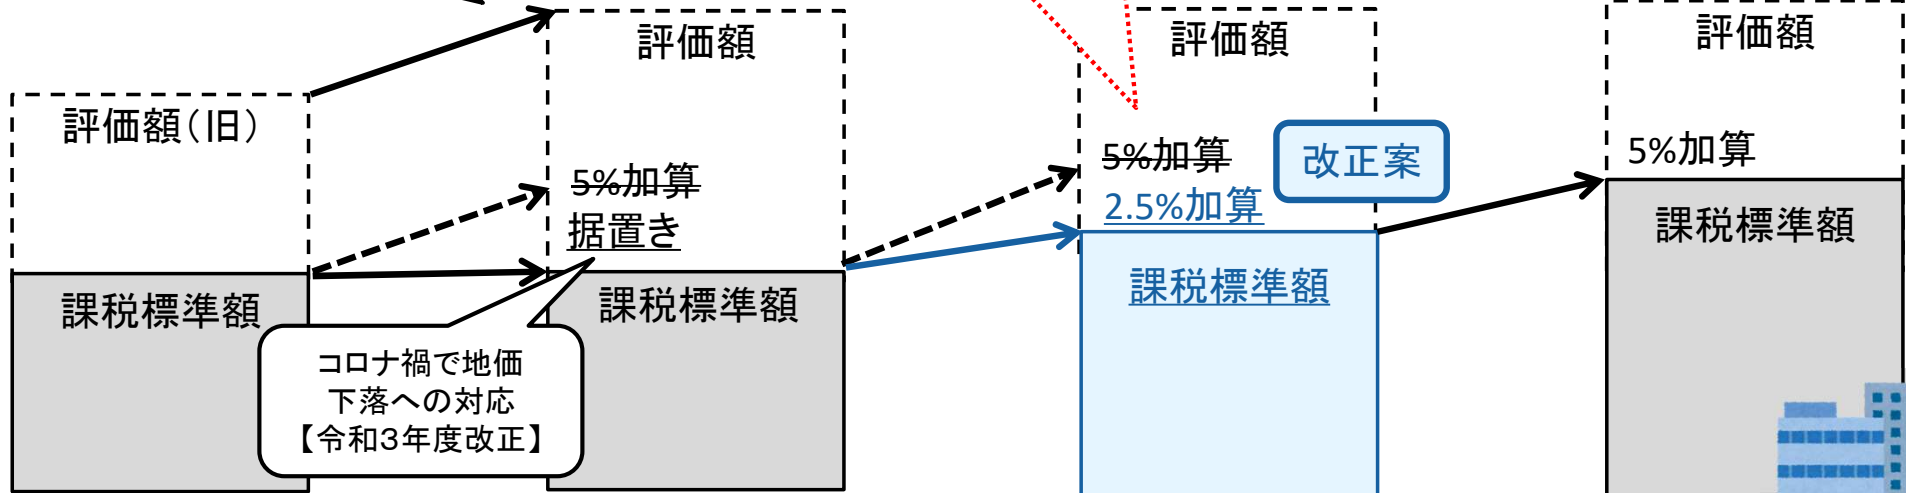 評価額(旧)
課税標準額
評価額
5%加算
据置き
課税標準額
コロナ禍で地価
下落への対応
【令和3年度改正】
評価額
5%加算
2.5%加算
改正案
課税標準額
評価額
5%加算
課税標準額